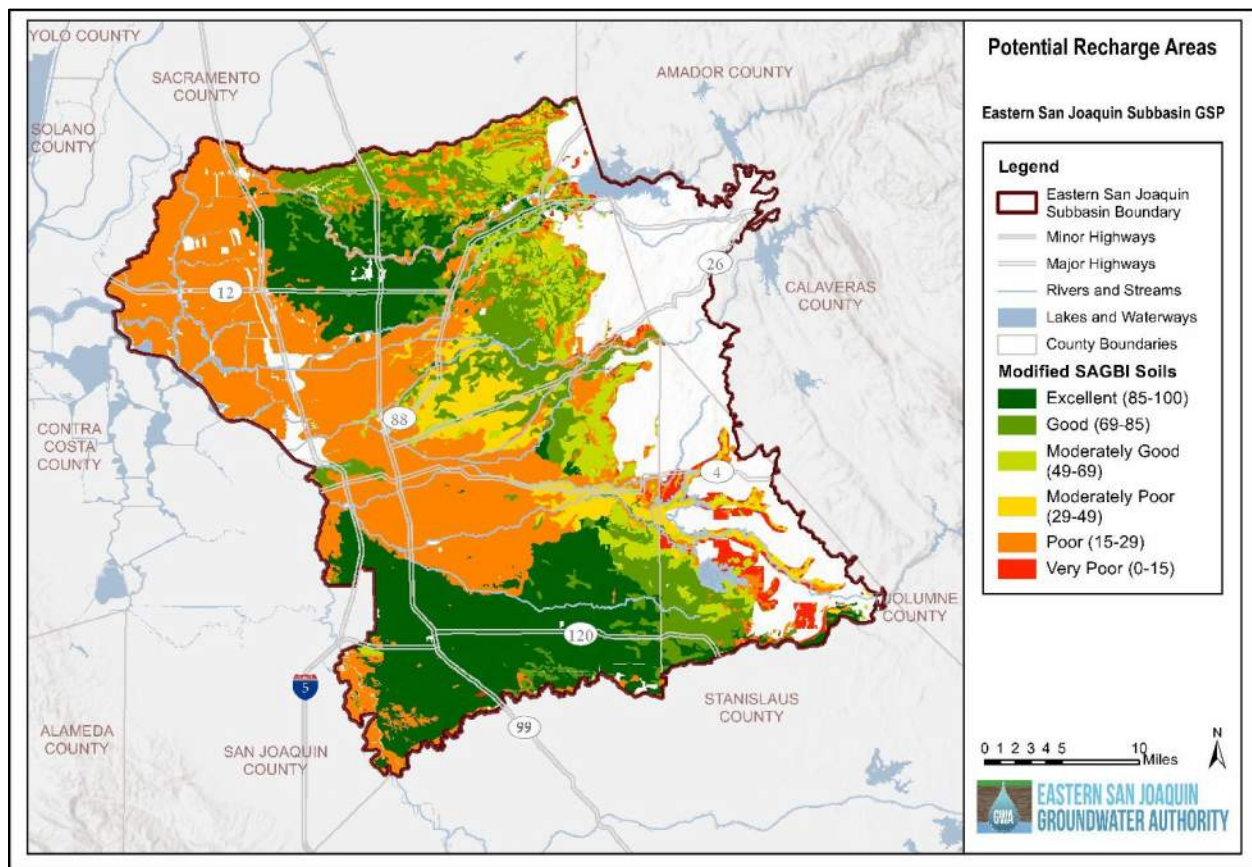 YOLO COUNTY
SACRAMENTO
COUNTY
AMADOR COUNTY
SOLANO
COUNTY
26
CALAVERAS
COUNTY
12
88
CONTRA
COSTA
COUNTY
4
UOLUMNE
COUNTY
120
5
STANISLAUS
COUNTY
99
ALAMEDA
COUNTY
SAN JOAQUIN
COUNTY
Potential Recharge Areas
Eastern San Joaquin Subbasin GSP
Legend
Eastern San Joaquin
Subbasin Boundary
Minor Highways
Major Highways
Rivers and Streams
Lakes and Waterways
County Boundaries
Modified SAGBI Soils
Excellent (85-100)
Good (69-85)
Moderately Good
(49-69)
Moderately Poor
(29-49)
Poor (15-29)
Very Poor (0-15)
N
0 1 2 3 4 5 10
Miles
GWA
EASTERN SAN JOAQUIN
GROUNDWATER AUTHORITY